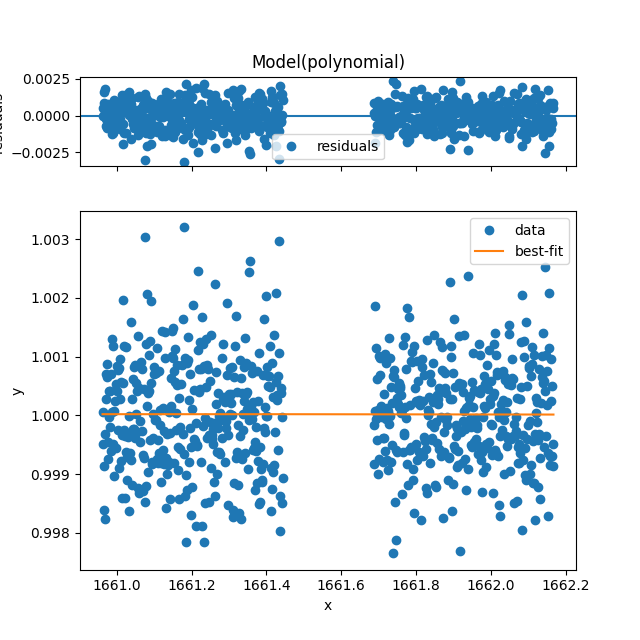 Model(polynomial)
0.0025
0.0000
−0.0025
residuals
residuals
1.003
1.002
1.001
1.000
0.999
0.998
y
data
best-fit
1661.0
1661.2
1661.4
1661.6
1661.8
1662.0
1662.2
x